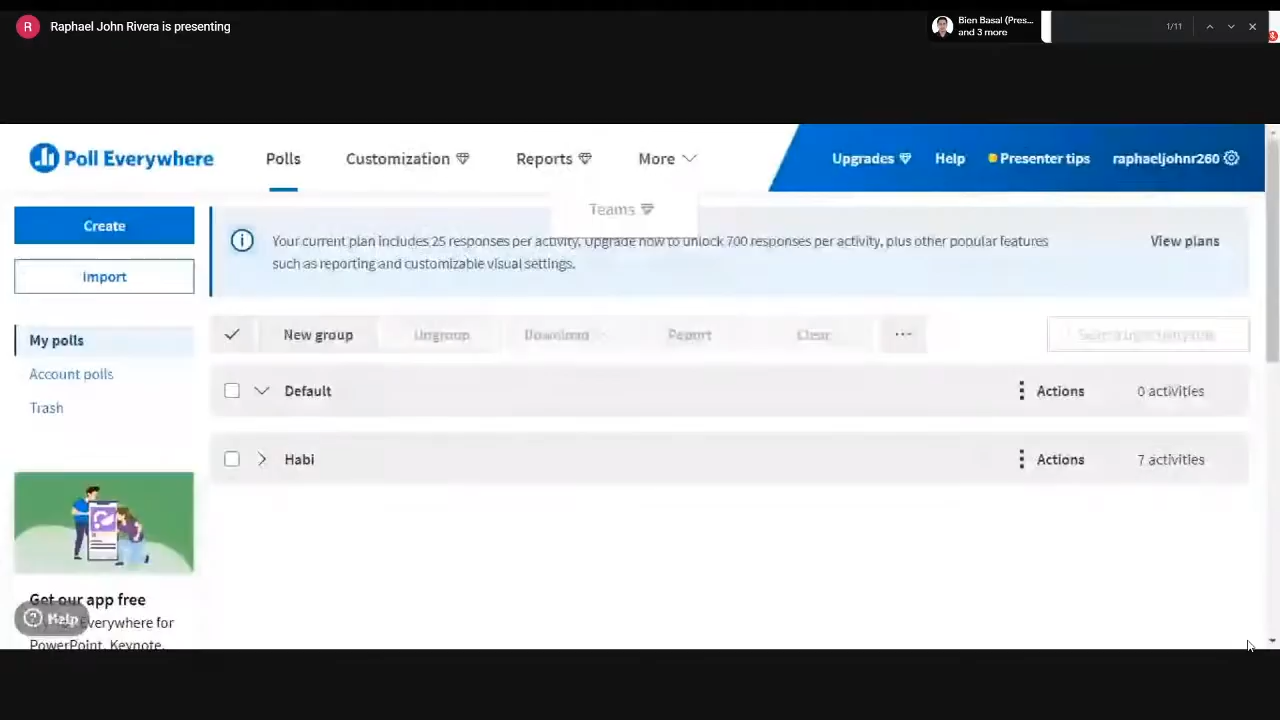 R Raphael John Rivera is presenting
Bien Basal (Pres...
and 3 more
1/11
Poll Everywhere
Polls
Customization
Reports
More
Upgrades
Help
Presenter tips
raphaeljohnr260
Teams
Create
Import
My polls
Account polls
Trash
Your current plan includes 25 responses per activity. Upgrade now to unlock 700 responses per activity, plus other popular features
such as reporting and customizable visual settings.
View plans
New group
Ungroup
Download
Report
Clear
Default
Actions
0 activities
Habi
Actions
7 activities
Get our app free
Help
everywhere for
PowerPoint, Keynote,